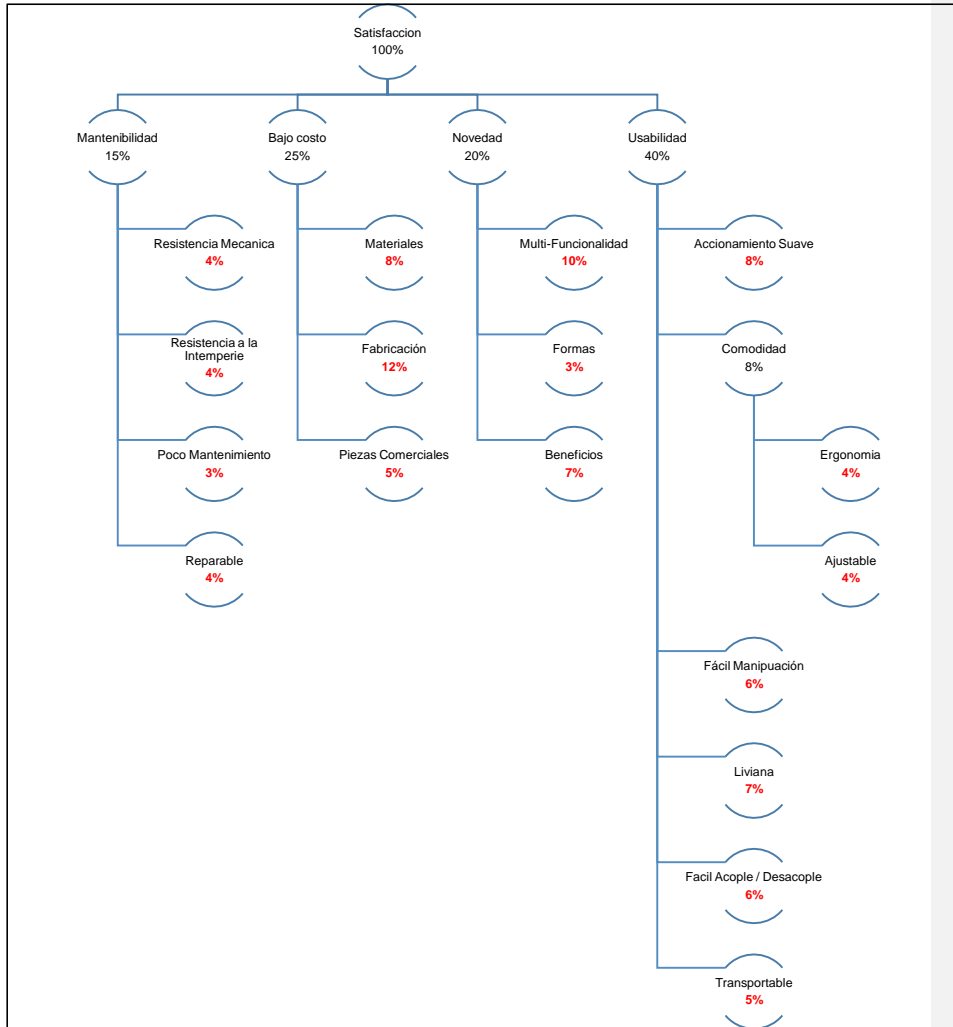 Satisfaccion
100%
Mantenibilidad
15%
Bajo costo
25%
Novedad
20%
Usabilidad
40%
Resistencia Mecanica
4%
Resistencia a la
Intemperie
4%
Poco Mantenimiento
3%
Reparable
4%
Materiales
8%
Fabricación
12%
Piezas Comerciales
5%
Multi-Funcionalidad
10%
Formas
3%
Beneficios
7%
Accionamiento Suave
8%
Comodidad
8%
Ergonomia
4%
Ajustable
4%
Fácil Manipuación
6%
Liviana
7%
Facil Acople / Desacople
6%
Transportable
5%